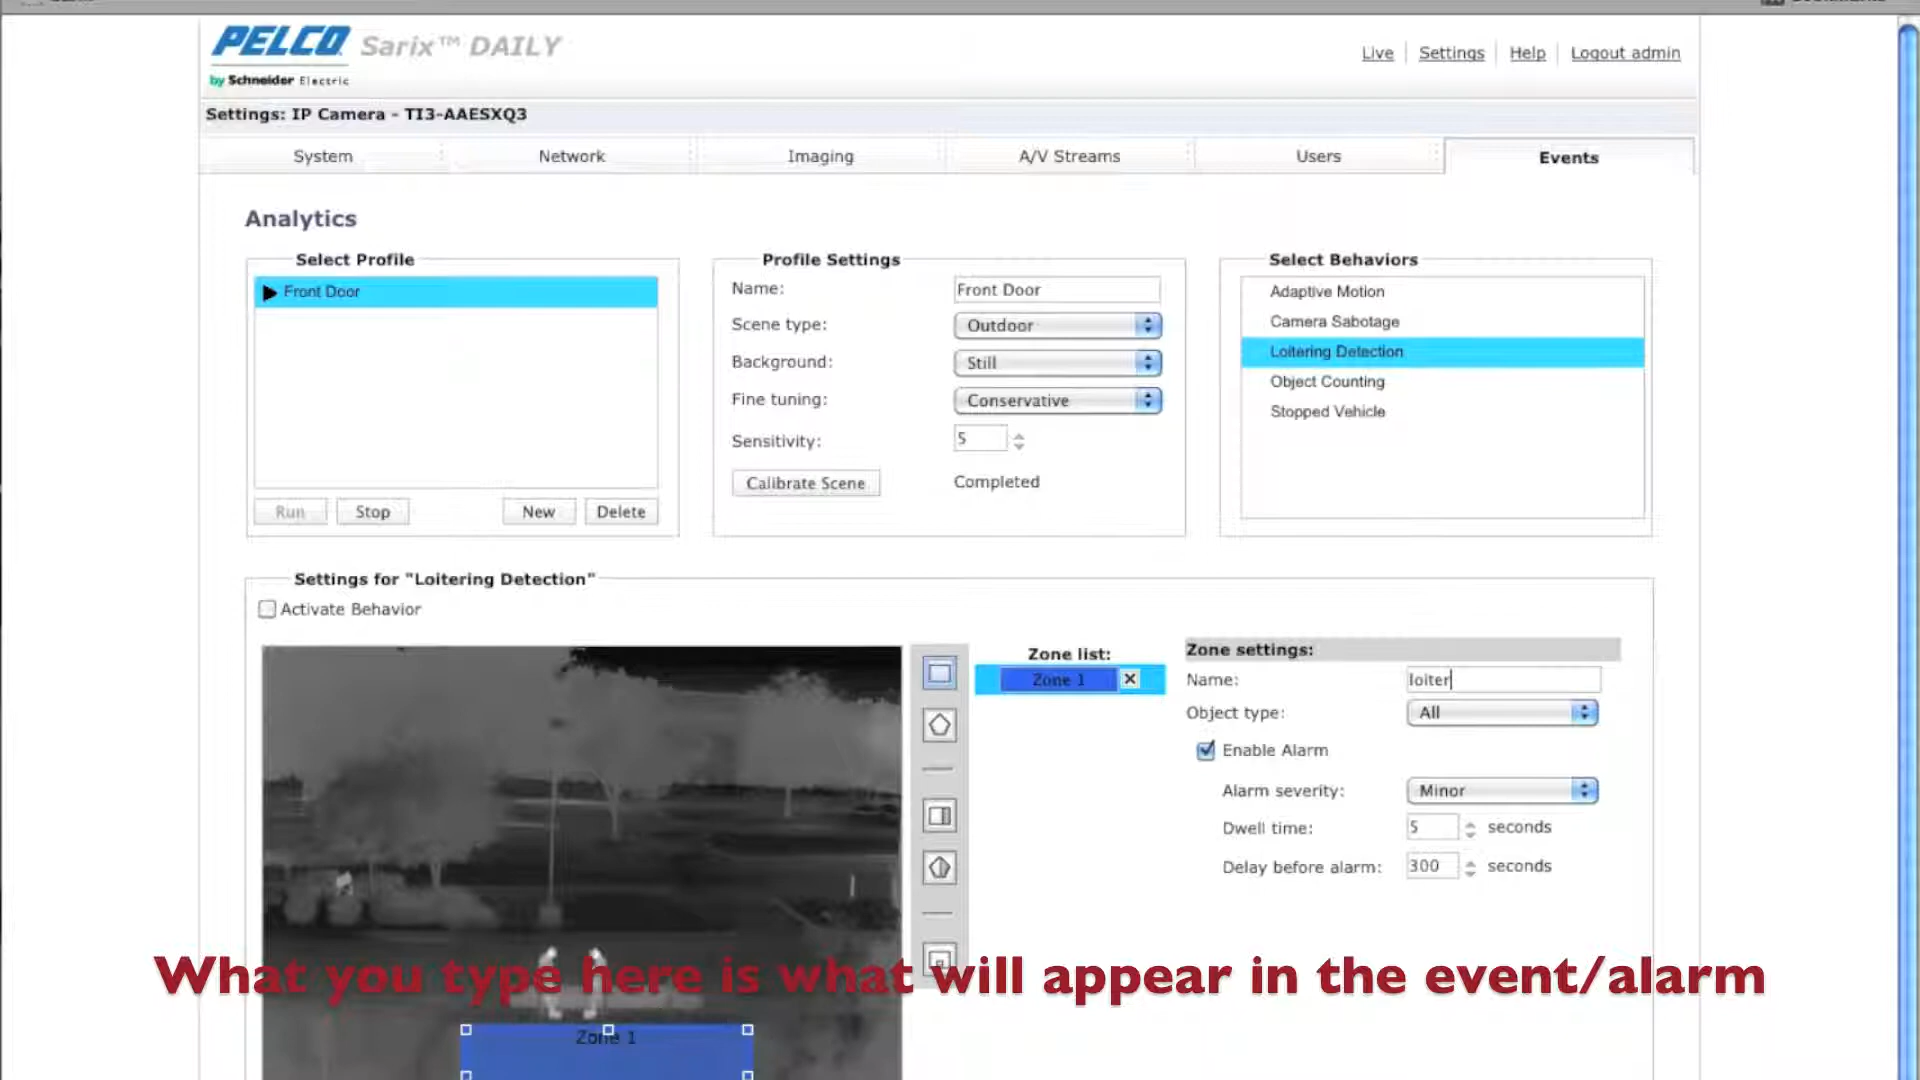 PELCO Sarix™ DAILY
by Schneider Electric
Live Settings Help Logout admin
Settings: IP Camera - TI3-AAESXQ3
System Network Imaging A/V Streams Users Events
Analytics
Select Profile
Front Door
Run Stop New Delete
Profile Settings
Name: Front Door
Scene type: Outdoor
Background: Still
Fine tuning: Conservative
Sensitivity: 5
Calibrate Scene Completed
Select Behaviors
Adaptive Motion
Camera Sabotage
Loitering Detection
Object Counting
Stopped Vehicle
Settings for "Loitering Detection"
Activate Behavior
Zone list:
Zone 1
Zone settings:
Name: loiter
Object type: All
Enable Alarm
Alarm severity: Minor
Dwell time: 5 seconds
Delay before alarm: 300 seconds
What you type here is what will appear in the event/alarm
Zone 1